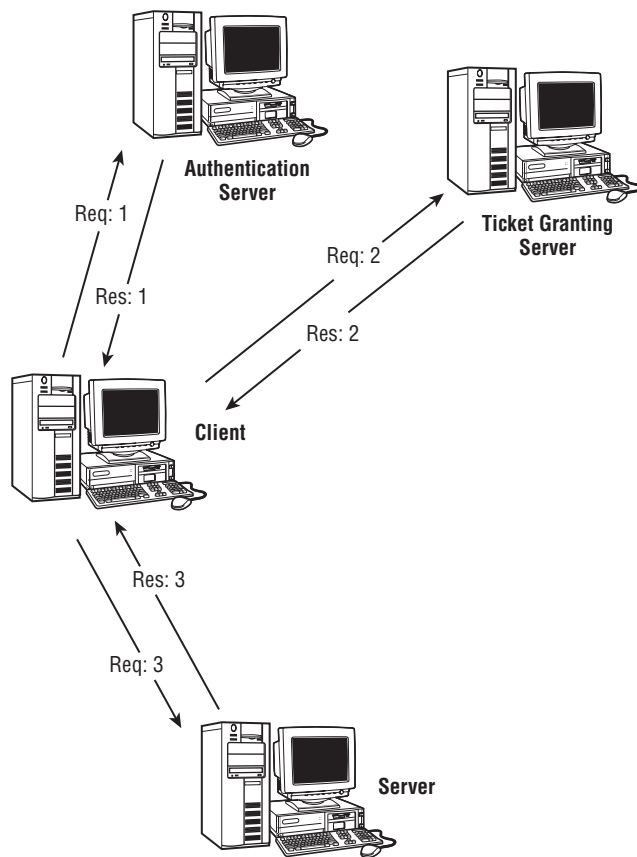 Authentication
Server
Req: 1
Ticket Granting
Server
Req: 2
Res: 1
Res: 2
Client
Res: 3
Req: 3
Server